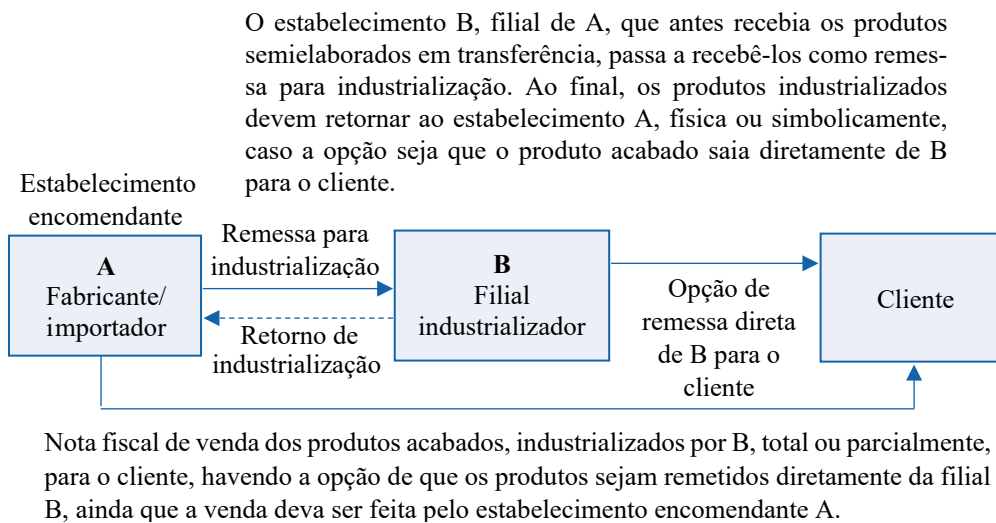 O estabelecimento B, filial de A, que antes recebia os produtos
semielaborados em transferência, passa a recebê-los como remes-
sa para industrialização. Ao final, os produtos industrializados
devem retornar ao estabelecimento A, física ou simbolicamente,
caso a opção seja que o produto acabado saia diretamente de B
para o cliente.
Estabelecimento
encomendante
A
Fabricante/
importador
Remessa para
industrialização
Retorno de
industrialização
B
Filial
industrializador
Opção de
remessa direta
de B para o
cliente
Cliente
Nota fiscal de venda dos produtos acabados, industrializados por B, total ou parcialmente,
para o cliente, havendo a opção de que os produtos sejam remetidos diretamente da filial
B, ainda que a venda deva ser feita pelo estabelecimento encomendante A.